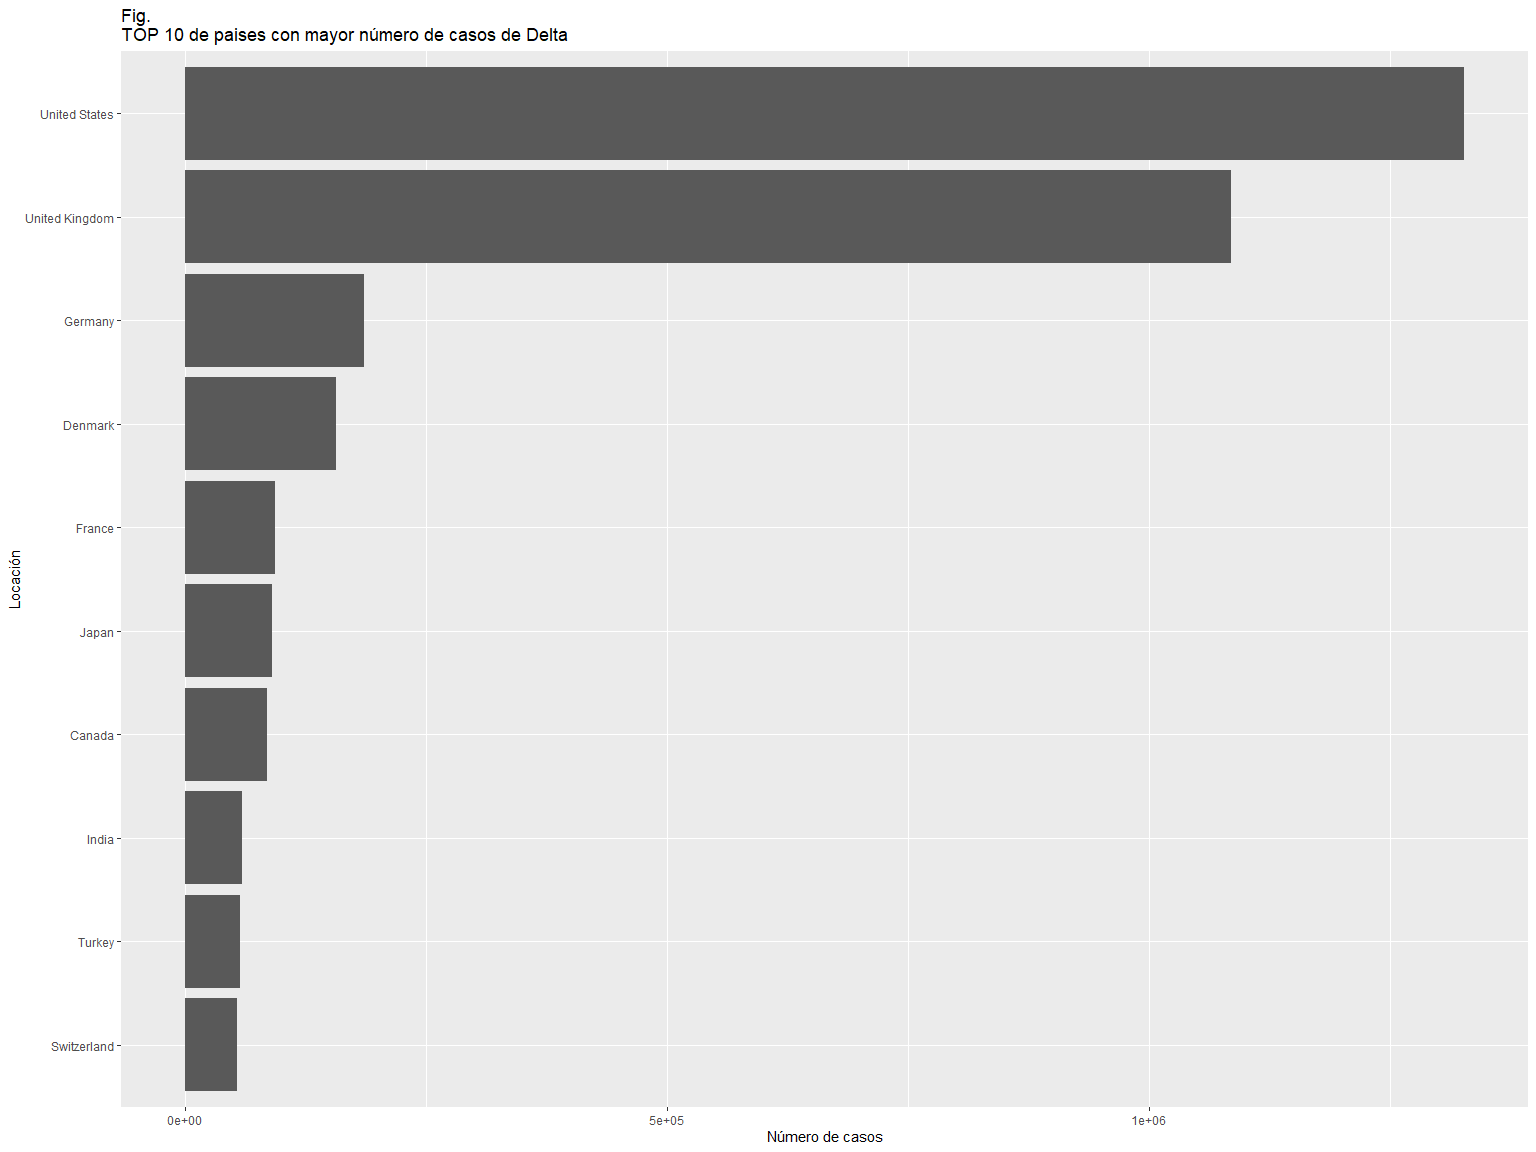 Fig.
TOP 10 de paises con mayor número de casos de Delta
United States
United Kingdom
Germany
Denmark
France
Japan
Canada
India
Turkey
Switzerland
Locación
0e+00 5e+05 1e+06
Número de casos